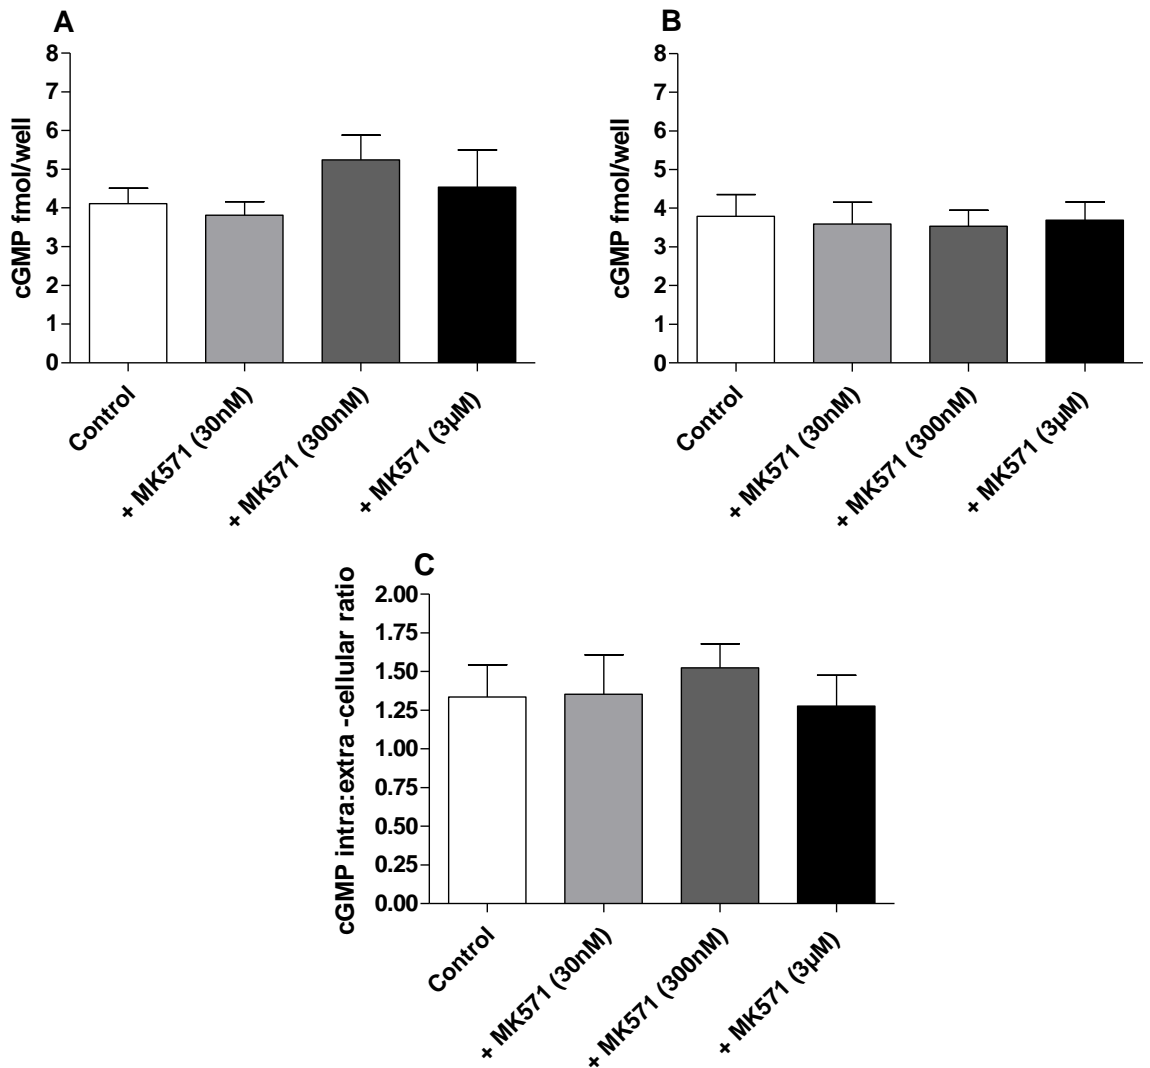 A
cGMP fmol/well
8
7
6
5
4
3
2
1
0
Control
+ MK571 (30nM)
+ MK571 (300nM)
+ MK571 (3µM)
B
cGMP fmol/well
8
7
6
5
4
3
2
1
0
Control
+ MK571 (30nM)
+ MK571 (300nM)
+ MK571 (3µM)
C
cGMP intra:extra -cellular ratio
2.00
1.75
1.50
1.25
1.00
0.75
0.50
0.25
0.00
Control
+ MK571 (30nM)
+ MK571 (300nM)
+ MK571 (3µM)